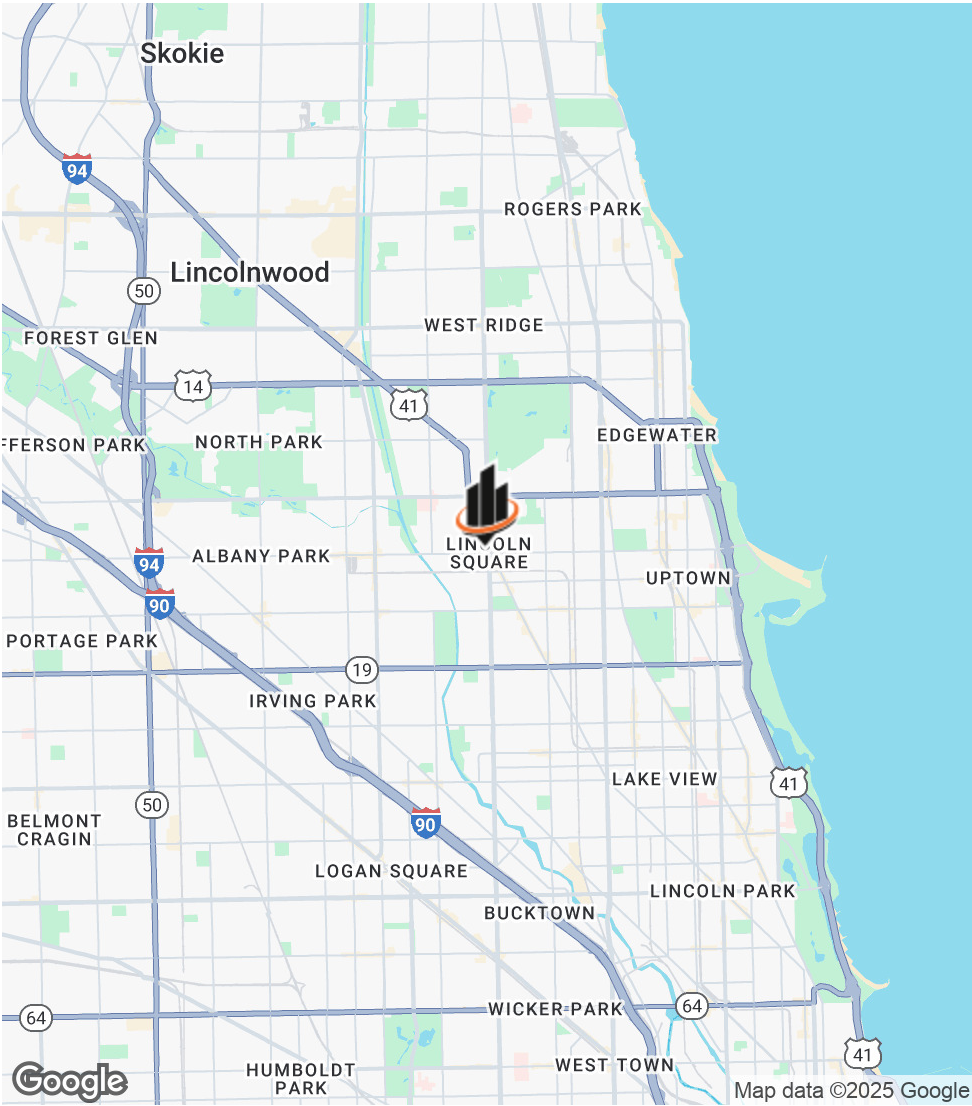 Skokie
94
ROGERS PARK
Lincolnwood
50
WEST RIDGE
FOREST GLEN
14
41
EDGEWATER
FFERSON PARK
NORTH PARK
LINCOLN
SQUARE
ALBANY PARK
94
UPTOWN
90
PORTAGE PARK
19
IRVING PARK
LAKE VIEW
41
50
BELMONT
CRAGIN
90
LOGAN SQUARE
LINCOLN PARK
BUCKTOWN
WICKER PARK
64
64
41
WEST TOWN
HUMBOLDT
PARK
Google
Map data ©2025 Google